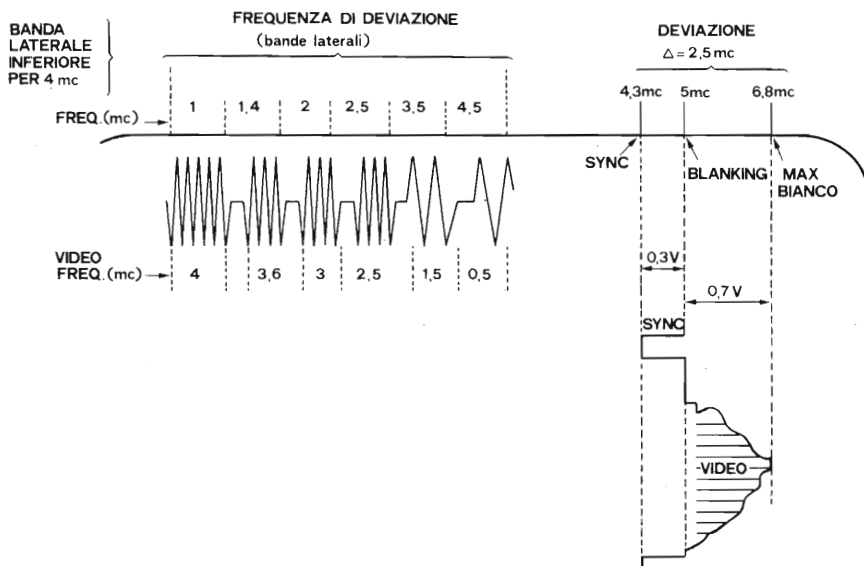 BANDA
LATERALE
INFERIORE
PER 4 mc
FREQUENZA DI DEVIAZIONE
(bande laterali)
DEVIAZIONE
Δ = 2,5 mc
4,3mc 5mc 6,8mc
FREQ.(mc) 1 1,4 2 2,5 3,5 4,5
SYNC
BLANKING
MAX
BIANCO
VIDEO
FREQ.(mc) 4 3,6 3 2,5 1,5 0,5
0,3V
0,7 V
SYNC
VIDEO